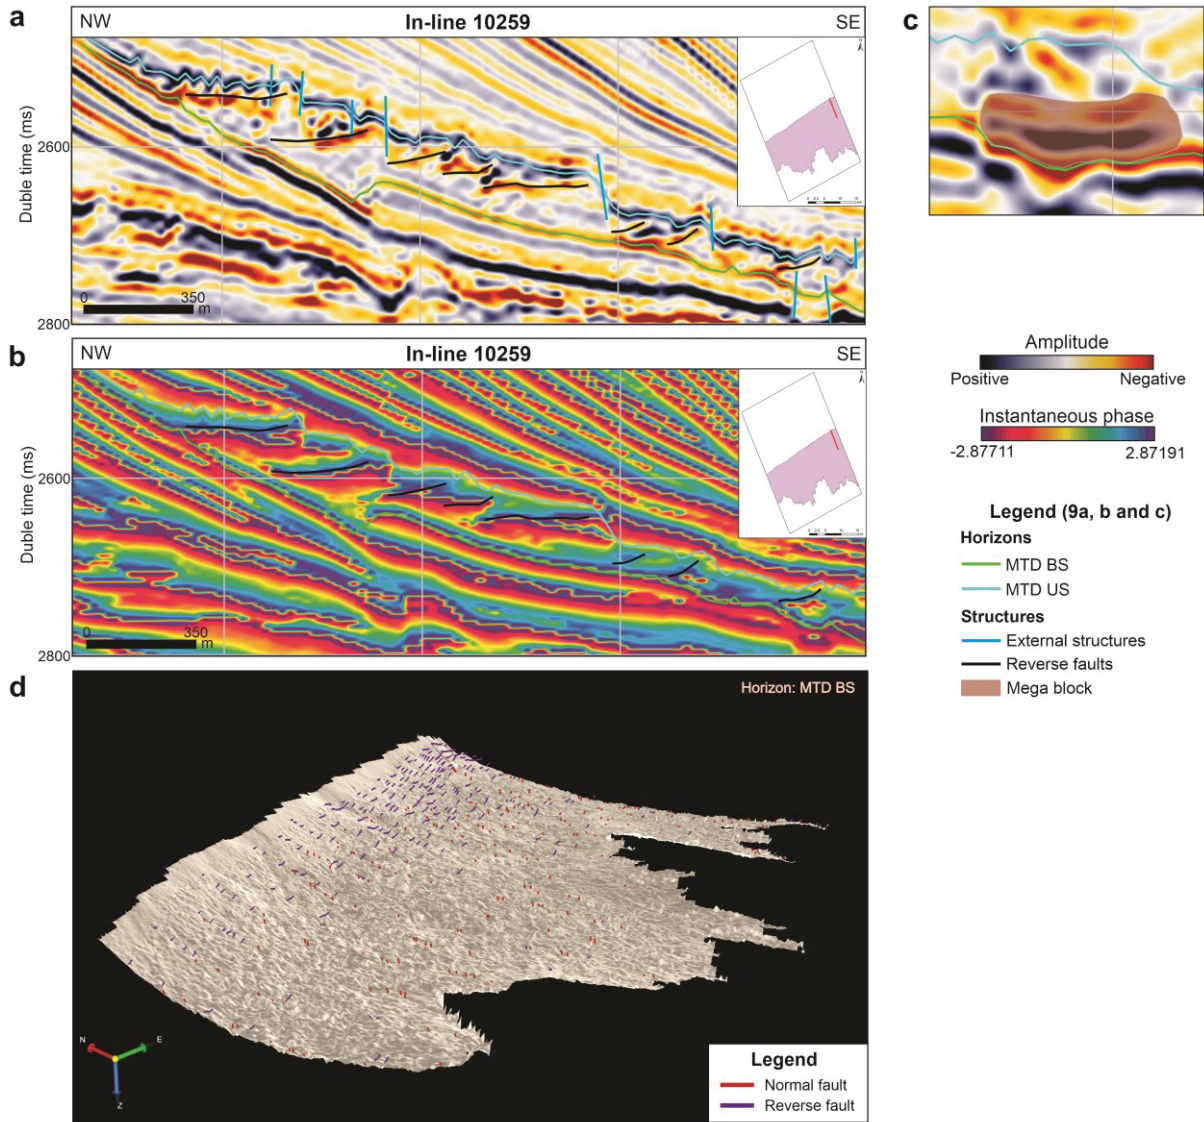 a
NW
In-line 10259
SE
Duble time (ms)
2600
2800
0
350
m
N
b
NW
In-line 10259
SE
Duble time (ms)
2600
2800
0
350
m
N
c
Amplitude
Positive
Negative
Instantaneous phase
-2.87711
2.87191
Legend (9a, b and c)
Horizons
MTD BS
MTD US
Structures
External structures
Reverse faults
Mega block
d
Horizon: MTD BS
N
E
Z
Legend
Normal fault
Reverse fault